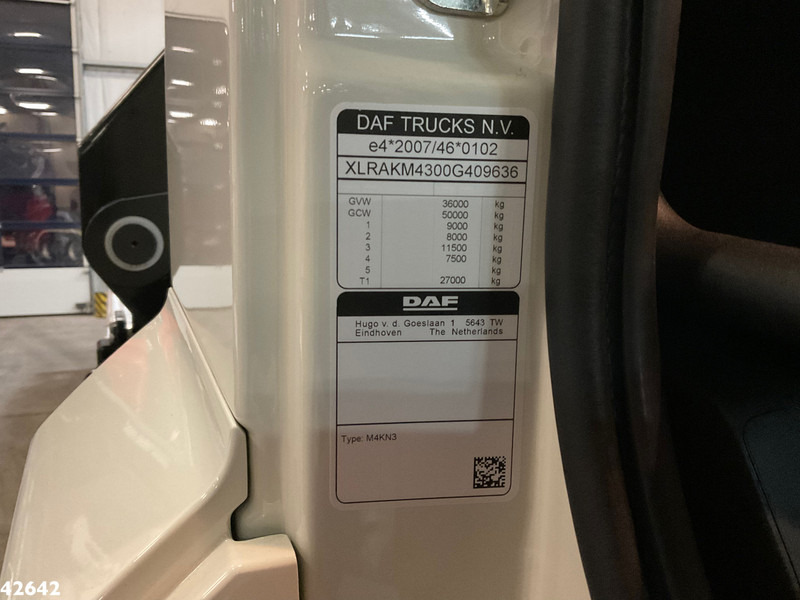 DAF TRUCKS N.V.
e4*2007/46*0102
XLRAKM4300G409636
GVW 36000 kg
GCW 50000 kg
1 9000 kg
2 8000 kg
3 11500 kg
4 7500 kg
5 kg
T1 27000 kg
DAF
Hugo v. d. Goeslaan 1 5643 TW
Eindhoven The Netherlands
Type: M4KN3
42642